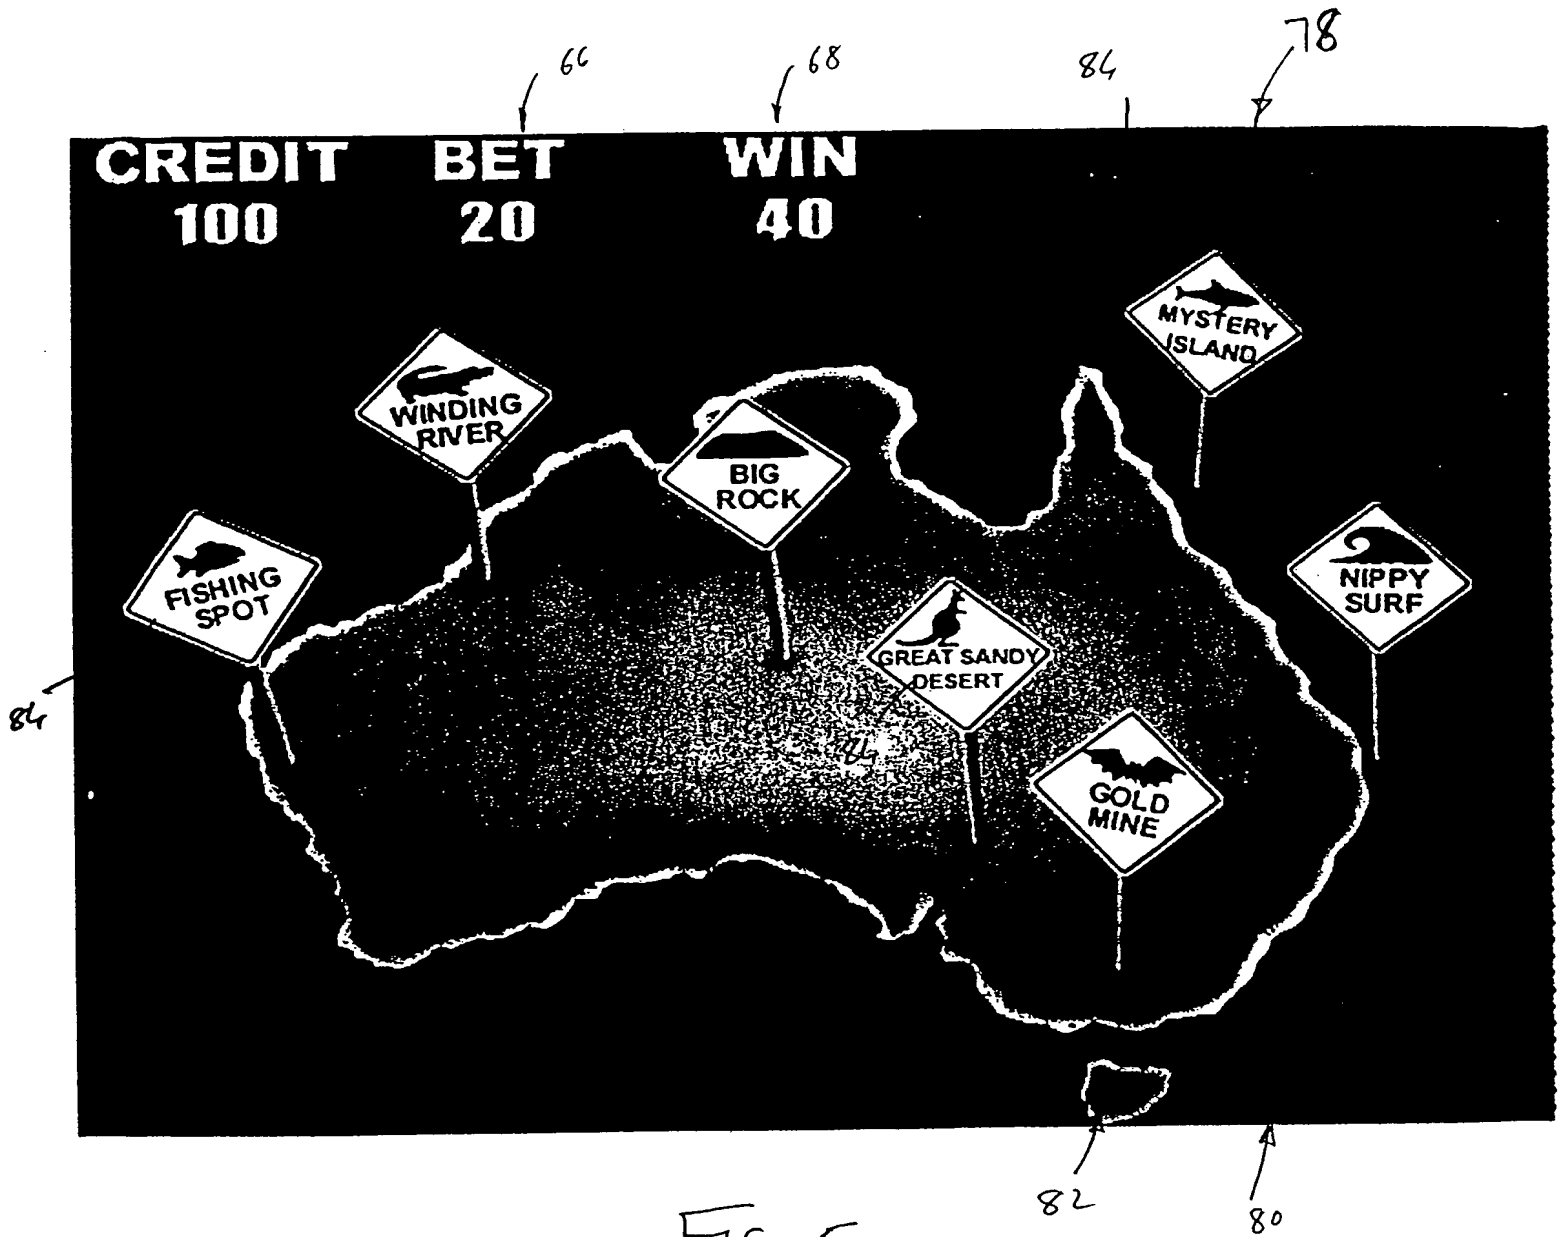 66
68
84
78
CREDIT
BET
WIN
100
20
40
MYSTERY
ISLAND
WINDING
RIVER
BIG
ROCK
FISHING
SPOT
NIPPY
SURF
GREAT SANDY
DESERT
84
84
GOLD
MINE
82
80